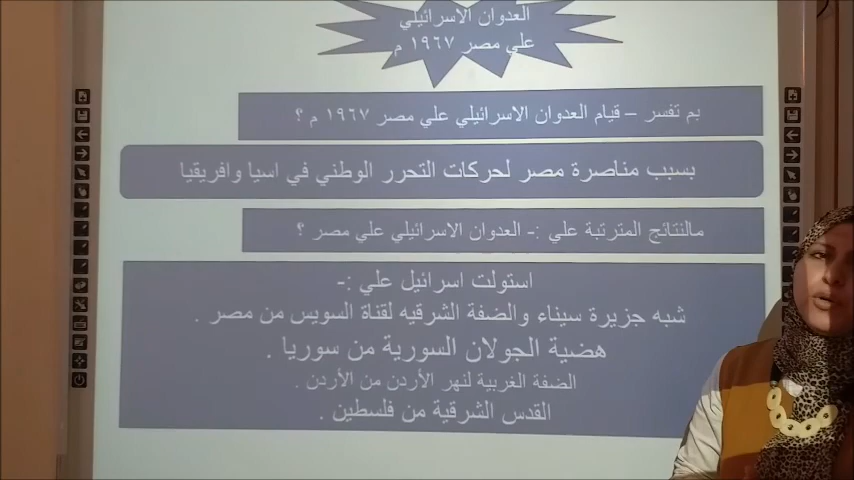 العدوان الاسرائيلي
علي مصر ١٩٦٧ م
بم تفسر – قيام العدوان الاسرائيلي علي مصر ١٩٦٧ م ؟
بسبب مناصرة مصر لحركات التحرر الوطني في اسيا وافريقيا
مالنتائج المترتبة علي :- العدوان الاسرائيلي علي مصر ؟
استولت اسرائيل علي :-
شبه جزيرة سيناء والضفة الشرقيه لقناة السويس من مصر .
هضبة الجولان السورية من سوريا .
الضفة الغربية لنهر الأردن من الأردن .
القدس الشرقية من فلسطين .